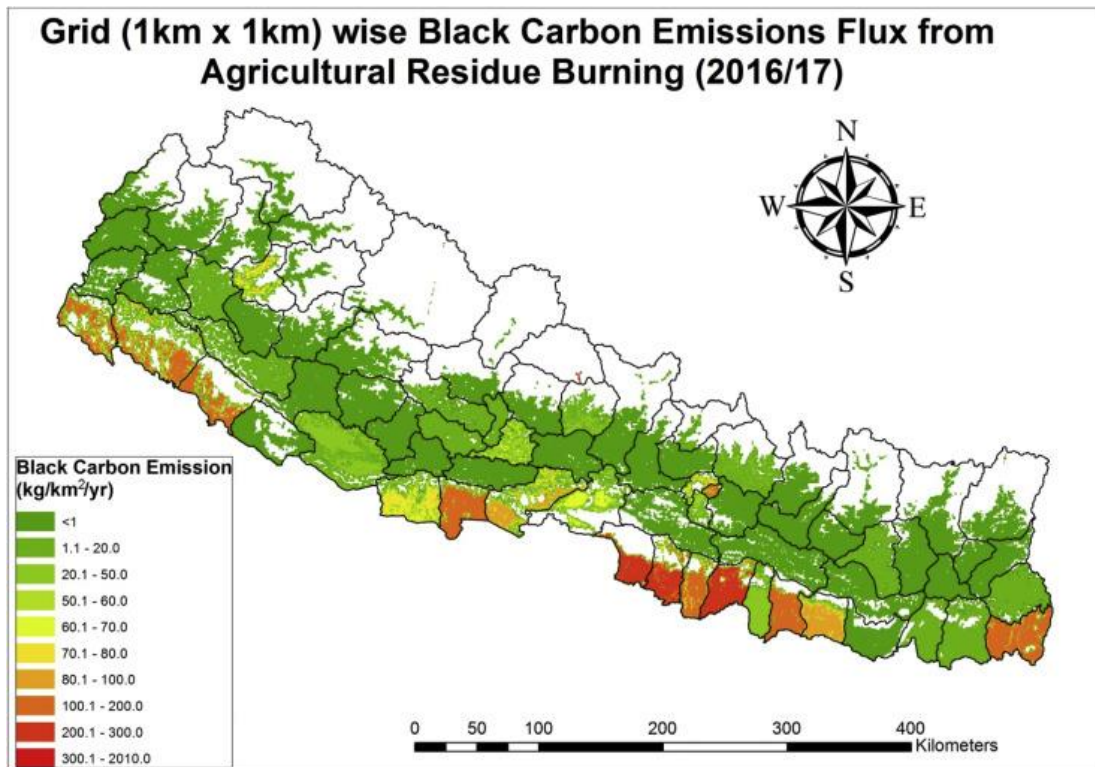 Grid (1km x 1km) wise Black Carbon Emissions Flux from
Agricultural Residue Burning (2016/17)
N
W E
S
Black Carbon Emission
(kg/km²/yr)
<1
1.1 - 20.0
20.1 - 50.0
50.1 - 60.0
60.1 - 70.0
70.1 - 80.0
80.1 - 100.0
100.1 - 200.0
200.1 - 300.0
300.1 - 2010.0
0 50 100 200 300 400
Kilometers